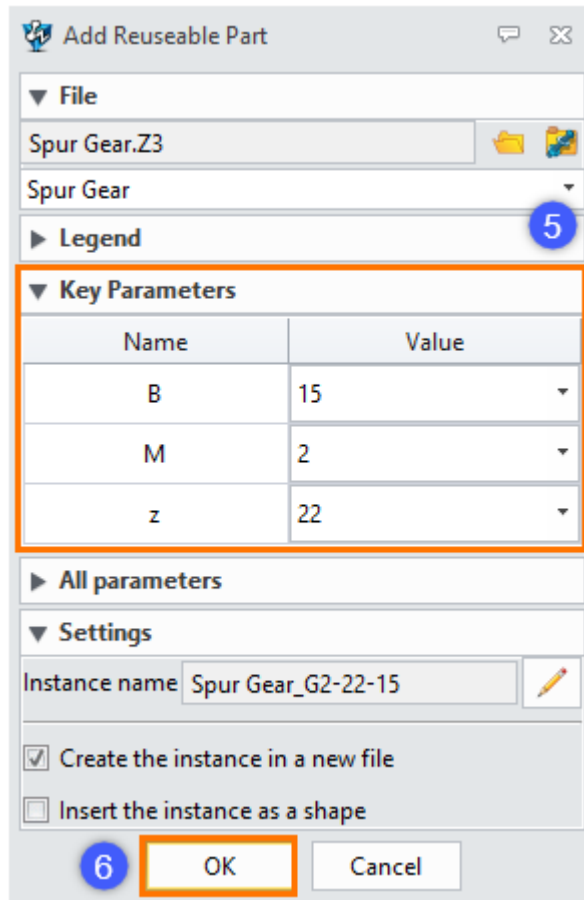 Add Reuseable Part
File
Spur Gear.Z3
Spur Gear
5
Legend
Key Parameters
Name Value
B 15
M 2
z 22
All parameters
Settings
Instance name Spur Gear_G2-22-15
Create the instance in a new file
Insert the instance as a shape
6 OK Cancel